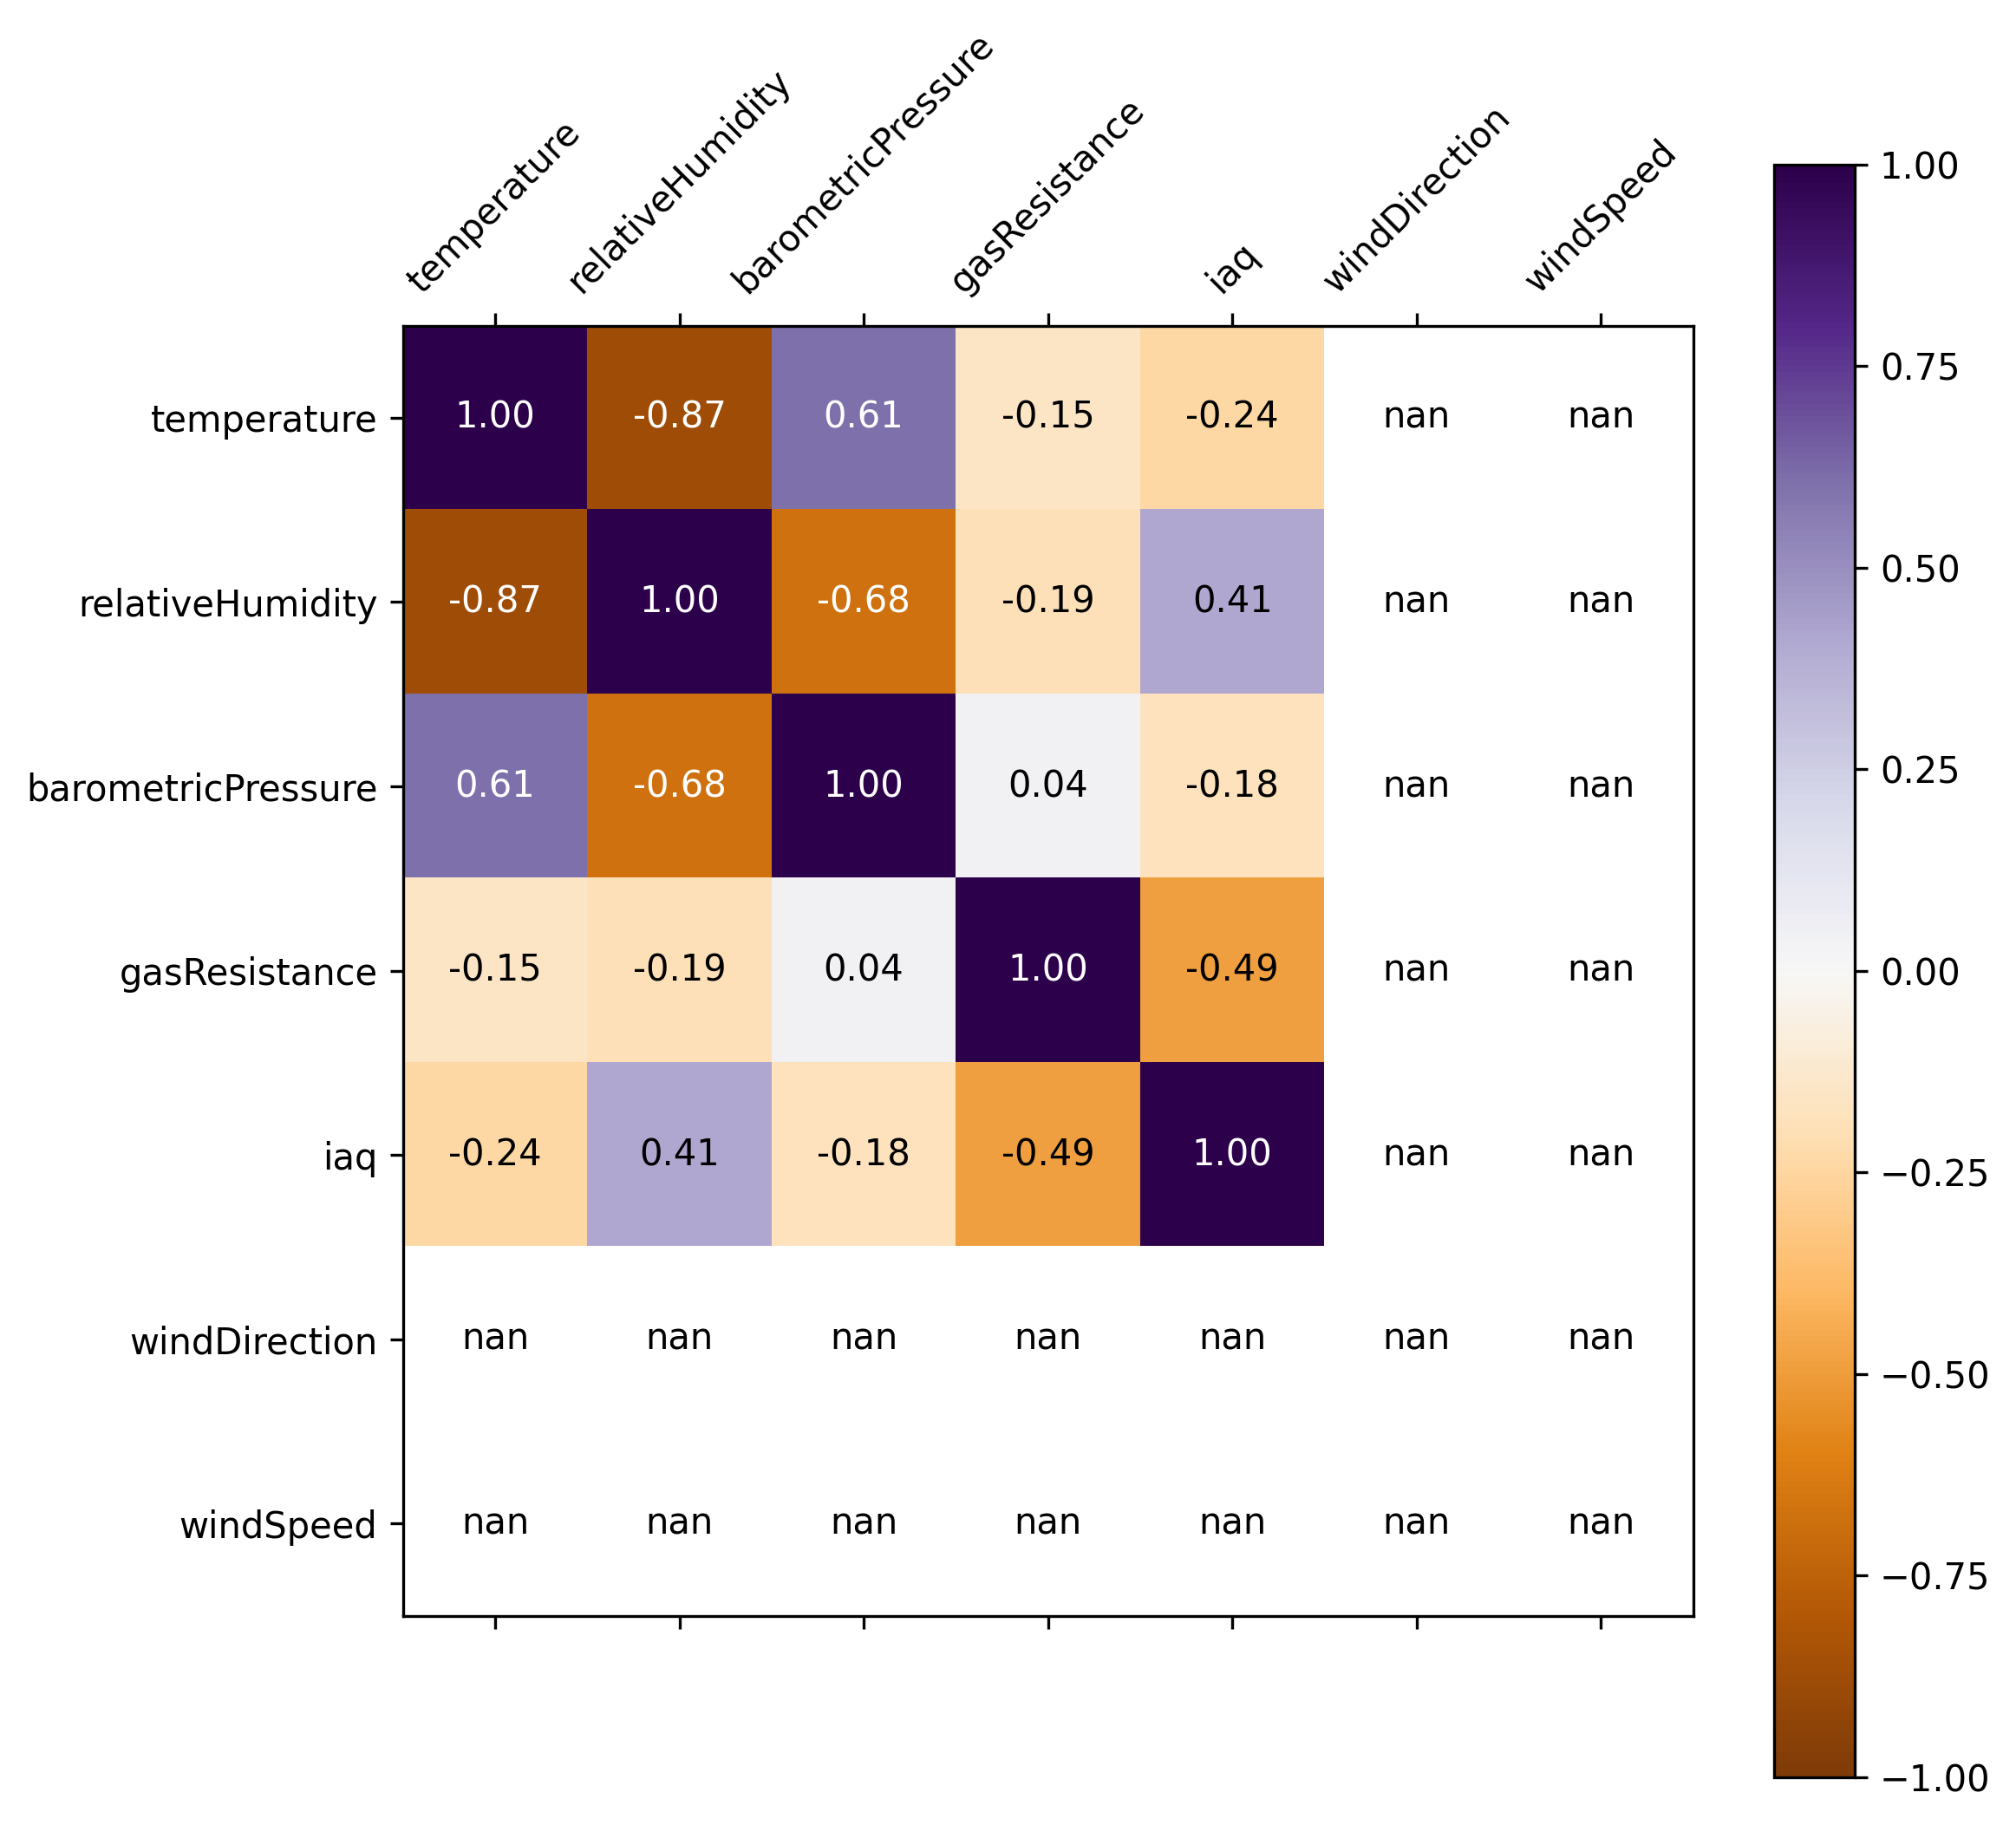 temperature
relativeHumidity
barometricPressure
gasResistance
iaq
windDirection
windSpeed
temperature 1.00 -0.87 0.61 -0.15 -0.24 nan nan
relativeHumidity -0.87 1.00 -0.68 -0.19 0.41 nan nan
barometricPressure 0.61 -0.68 1.00 0.04 -0.18 nan nan
gasResistance -0.15 -0.19 0.04 1.00 -0.49 nan nan
iaq -0.24 0.41 -0.18 -0.49 1.00 nan nan
windDirection nan nan nan nan nan nan nan
windSpeed nan nan nan nan nan nan nan
1.00
0.75
0.50
0.25
0.00
−0.25
−0.50
−0.75
−1.00